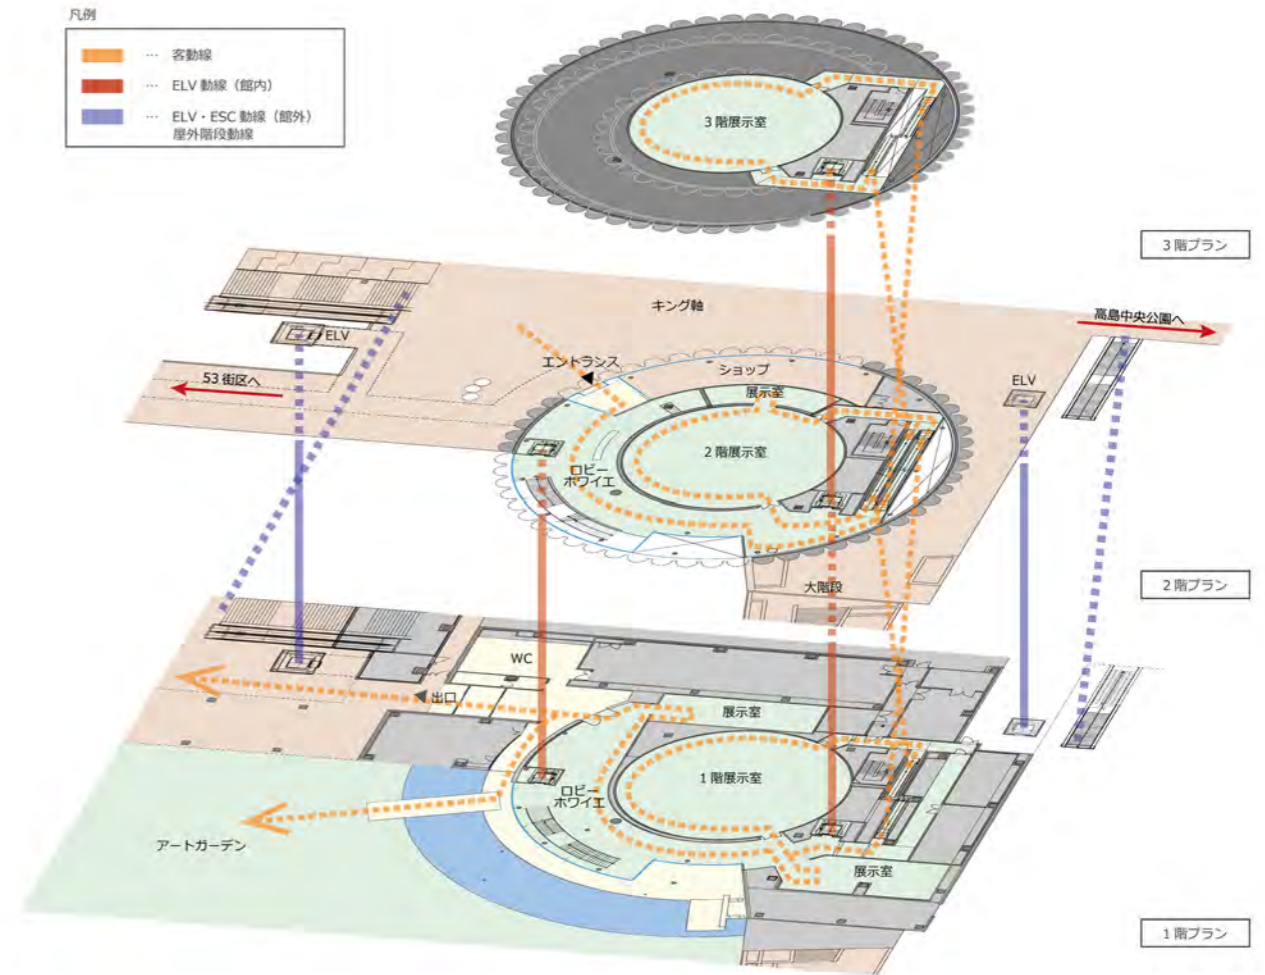 凡例
… 客動線
… ELV 動線（館内）
… ELV・ESC 動線（館外）
屋外階段動線
3階展示室
3階プラン
キング軸
高島中央公園へ
ELV
エントランス
ショップ
53街区へ
ELV
展示室
2階展示室
ロビー
ホワイエ
大階段
2階プラン
WC
出口
展示室
1階展示室
ロビー
ホワイエ
アートガーデン
展示室
1階プラン